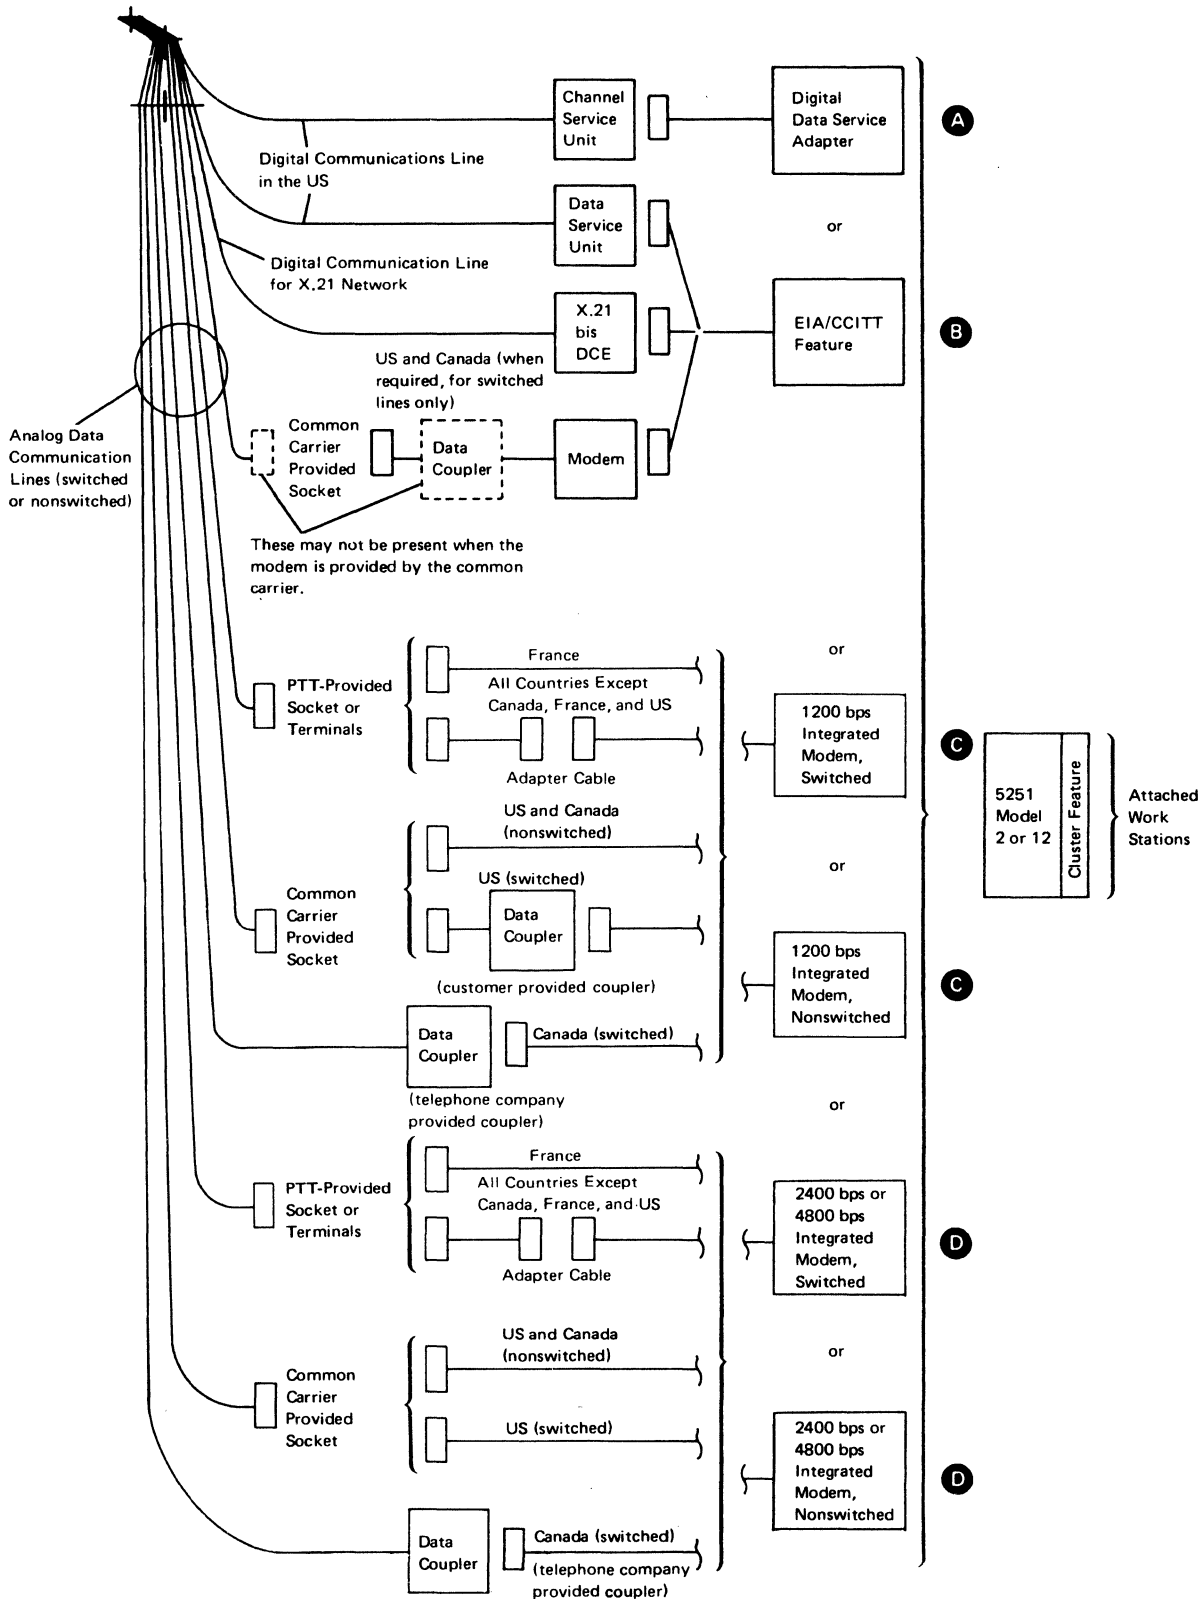 Channel
Service
Unit
Digital
Data Service
Adapter
A
Digital Communications Line
in the US
Data
Service
Unit
or
Digital Communication Line
for X.21 Network
X.21
bis
DCE
EIA/CCITT
Feature
B
US and Canada (when
required, for switched
lines only)
Analog Data
Communication
Lines (switched
or nonswitched)
Common
Carrier
Provided
Socket
Data
Coupler
Modem
These may not be present when the
modem is provided by the common
carrier.
or
PTT-Provided
Socket or
Terminals
France
All Countries Except
Canada, France, and US
Adapter Cable
1200 bps
Integrated
Modem,
Switched
C
5251
Model
2 or 12
Cluster Feature
Attached
Work
Stations
US and Canada
(nonswitched)
or
Common
Carrier
Provided
Socket
US (switched)
Data
Coupler
(customer provided coupler)
1200 bps
Integrated
Modem,
Nonswitched
C
Data
Coupler
Canada (switched)
(telephone company
provided coupler)
or
PTT-Provided
Socket or
Terminals
France
All Countries Except
Canada, France, and US
Adapter Cable
2400 bps or
4800 bps
Integrated
Modem,
Switched
D
US and Canada
(nonswitched)
or
Common
Carrier
Provided
Socket
US (switched)
2400 bps or
4800 bps
Integrated
Modem,
Nonswitched
D
Data
Coupler
Canada (switched)
(telephone company
provided coupler)